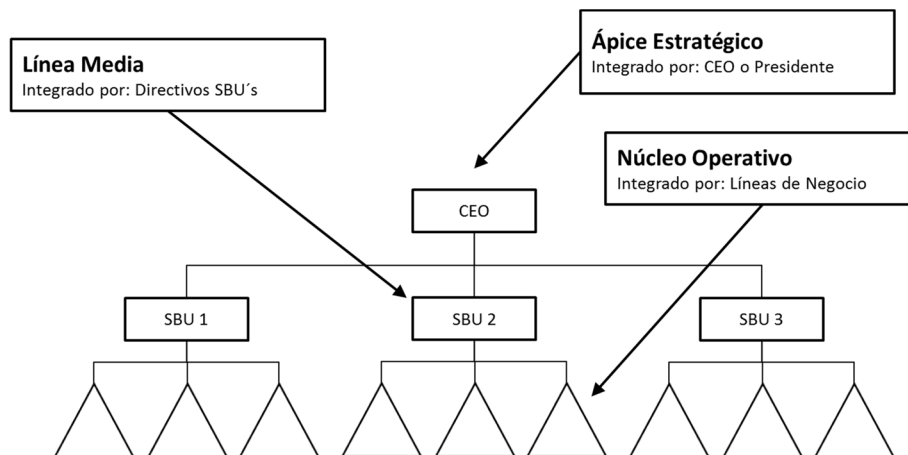 Línea Media
Integrado por: Directivos SBU´s
Ápice Estratégico
Integrado por: CEO o Presidente
Núcleo Operativo
Integrado por: Líneas de Negocio
CEO
SBU 1
SBU 2
SBU 3